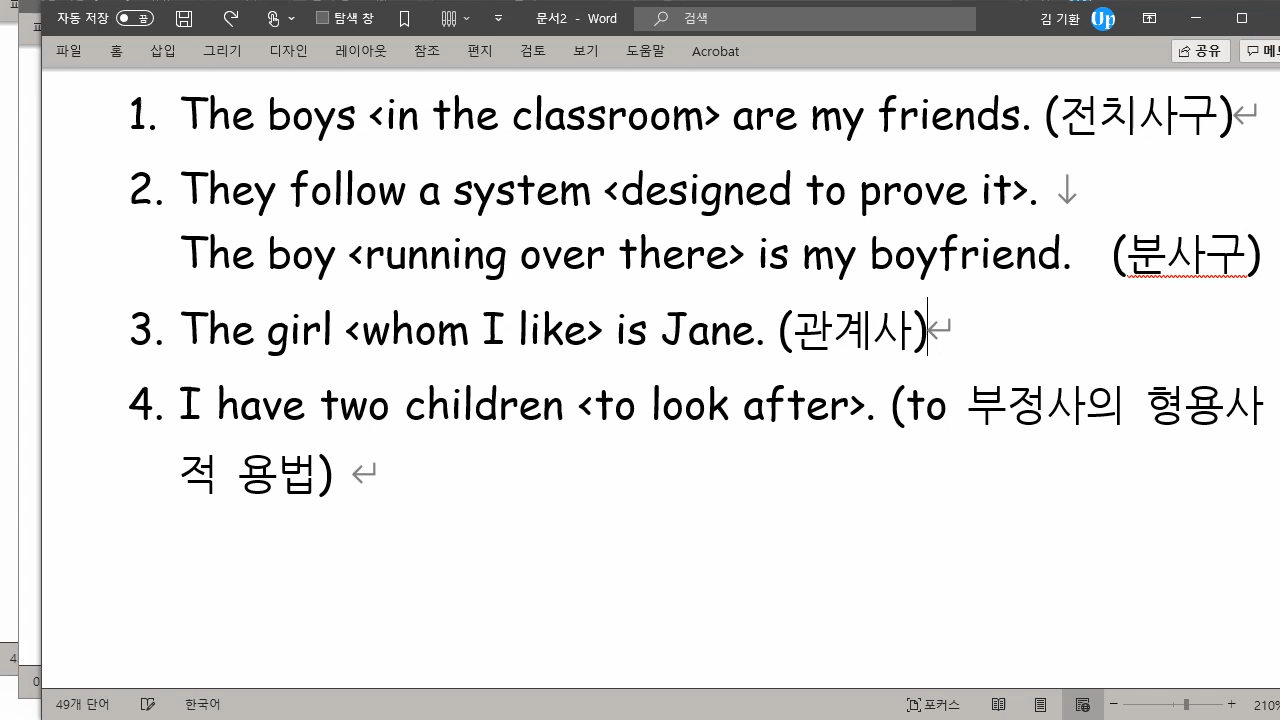 자동 저장 끔 탐색 창 문서2 - Word 검색 김 기환 Up
파일 홈 삽입 그리기 디자인 레이아웃 참조 편지 검토 보기 도움말 Acrobat 공유
1. The boys <in the classroom> are my friends. (전치사구)↵
2. They follow a system <designed to prove it>. ↓
The boy <running over there> is my boyfriend. (분사구)
3. The girl <whom I like> is Jane. (관계사)↵
4. I have two children <to look after>. (to 부정사의 형용사
적 용법) ↵
49개 단어 한국어 포커스 210%